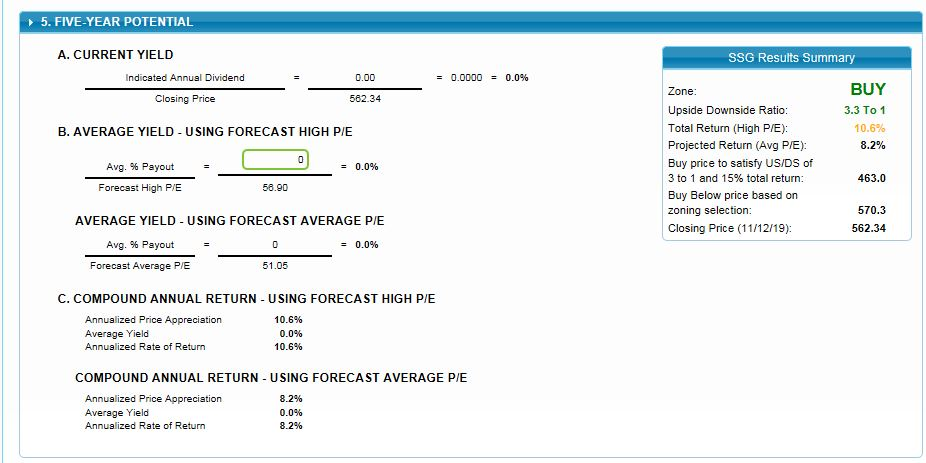 5. FIVE-YEAR POTENTIAL
A. CURRENT YIELD
Indicated Annual Dividend = 0.00 = 0.0000 = 0.0%
Closing Price 562.34
B. AVERAGE YIELD - USING FORECAST HIGH P/E
Avg. % Payout = 0 = 0.0%
Forecast High P/E 56.90
AVERAGE YIELD - USING FORECAST AVERAGE P/E
Avg. % Payout = 0 = 0.0%
Forecast Average P/E 51.05
C. COMPOUND ANNUAL RETURN - USING FORECAST HIGH P/E
Annualized Price Appreciation 10.6%
Average Yield 0.0%
Annualized Rate of Return 10.6%
COMPOUND ANNUAL RETURN - USING FORECAST AVERAGE P/E
Annualized Price Appreciation 8.2%
Average Yield 0.0%
Annualized Rate of Return 8.2%
SSG Results Summary
Zone: BUY
Upside Downside Ratio: 3.3 To 1
Total Return (High P/E): 10.6%
Projected Return (Avg P/E): 8.2%
Buy price to satisfy US/DS of
3 to 1 and 15% total return: 463.0
Buy Below price based on
zoning selection: 570.3
Closing Price (11/12/19): 562.34